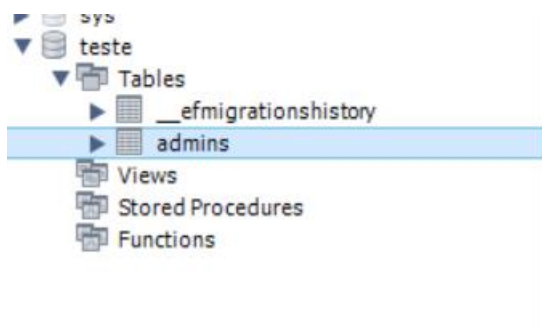 sys
teste
Tables
__efmigrationshistory
admins
Views
Stored Procedures
Functions